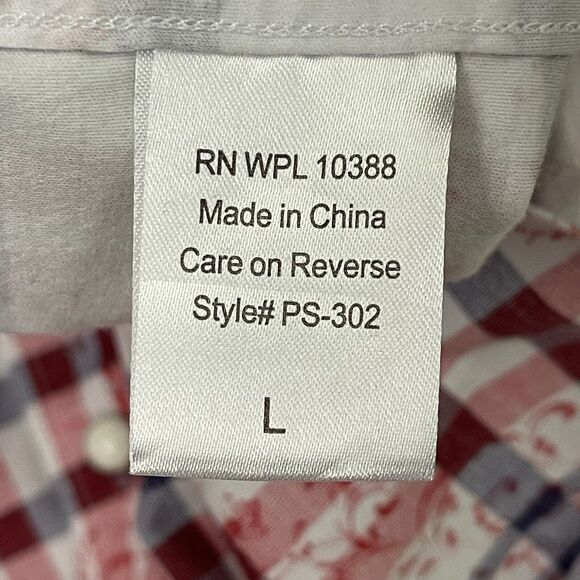 RN WPL 10388
Made in China
Care on Reverse
Style# PS-302
L